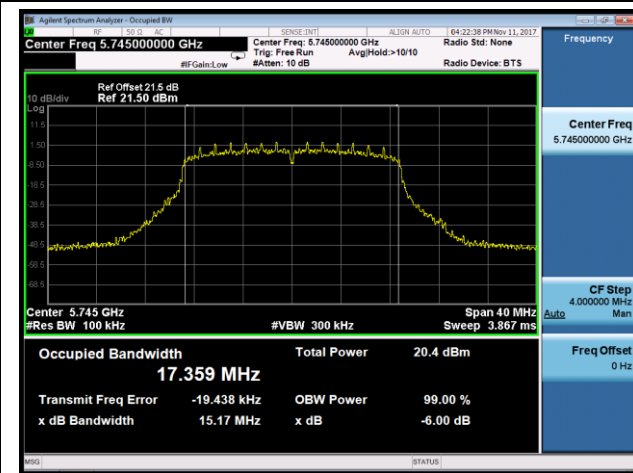 Agilent Spectrum Analyzer - Occupied BW
RF 50 Ω AC SENSE:INT ALIGN AUTO 04:22:38 PM Nov 11, 2017
Center Freq 5.745000000 GHz Center Freq: 5.745000000 GHz Radio Std: None
Trig: Free Run Avg|Hold:>10/10
#IFGain:Low #Atten: 10 dB Radio Device: BTS
Ref Offset 21.5 dB
10 dB/div Ref 21.50 dBm
Log
11.5
1.50
-8.50
-18.5
-28.5
-38.5
-48.5
-58.5
-68.5
Center 5.745 GHz Span 40 MHz
#Res BW 100 kHz #VBW 300 kHz Sweep 3.867 ms
Occupied Bandwidth Total Power 20.4 dBm
17.359 MHz
Transmit Freq Error -19.438 kHz OBW Power 99.00 %
x dB Bandwidth 15.17 MHz x dB -6.00 dB
MSG STATUS
Frequency
Center Freq
5.745000000 GHz
CF Step
4.000000 MHz
Auto Man
Freq Offset
0 Hz